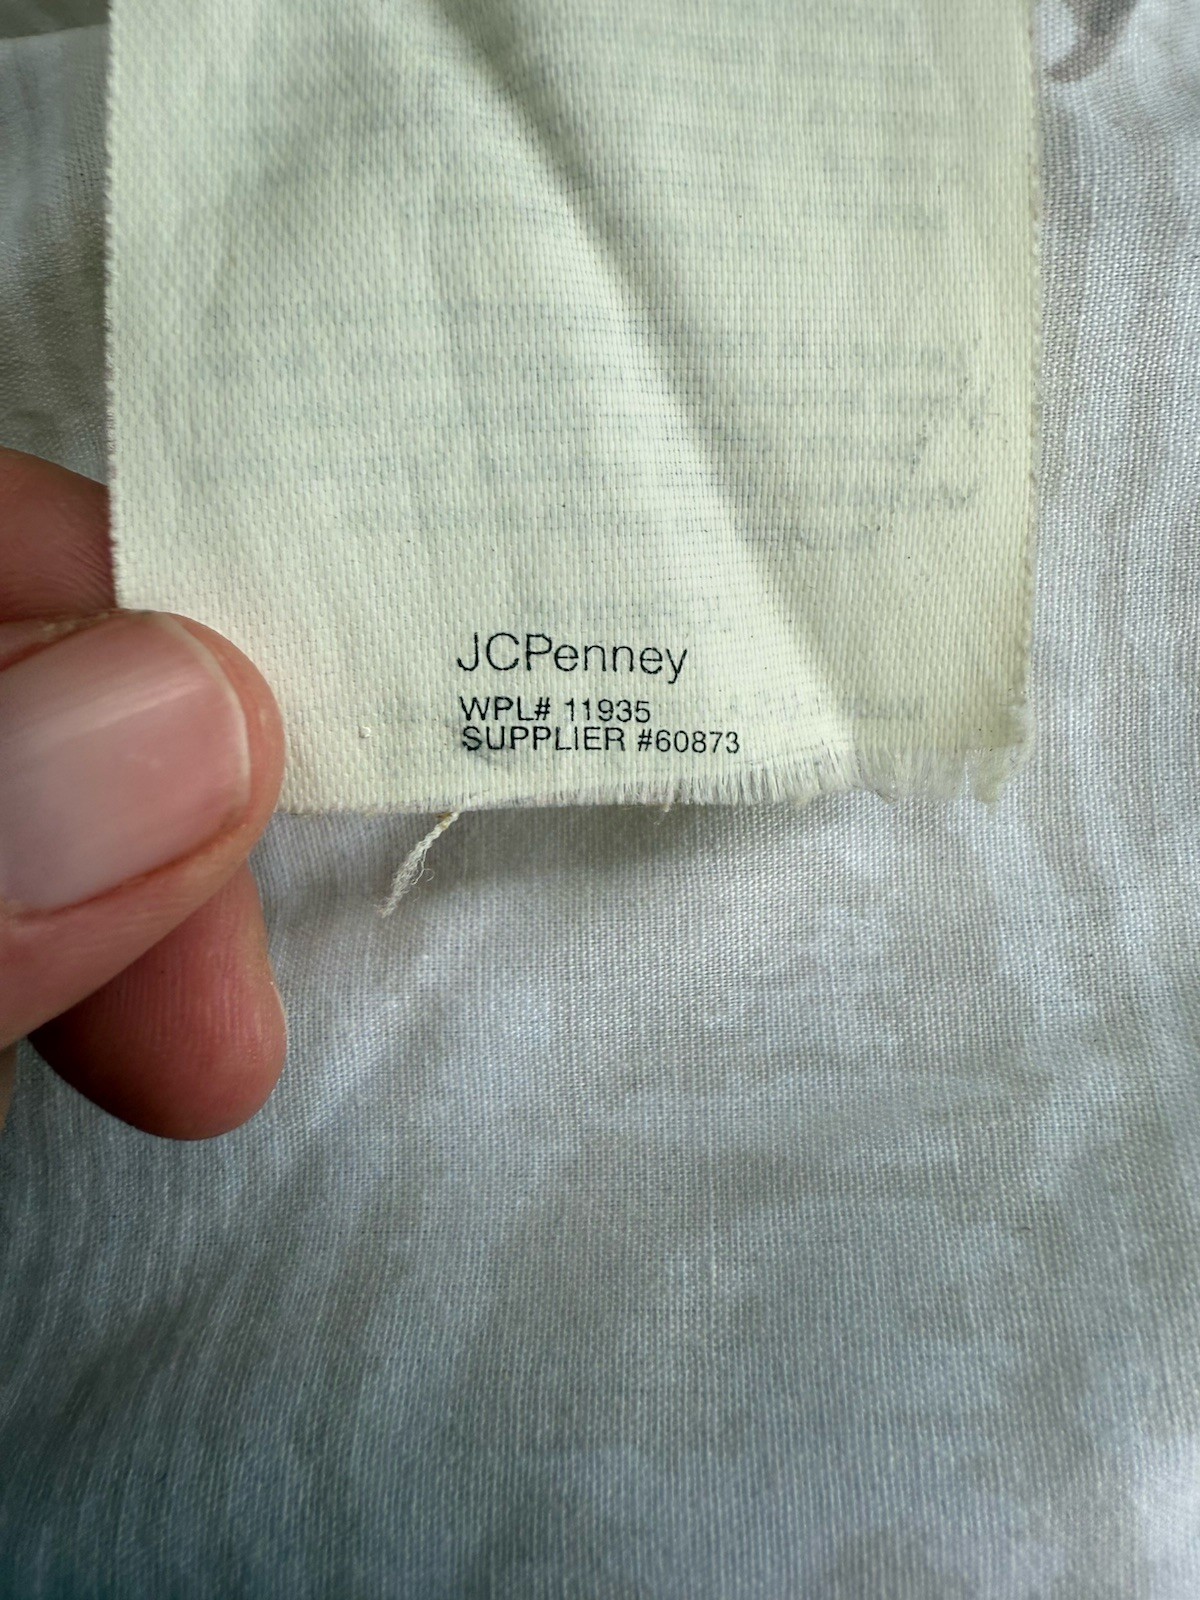 JCPenney
WPL# 11935
SUPPLIER #60873